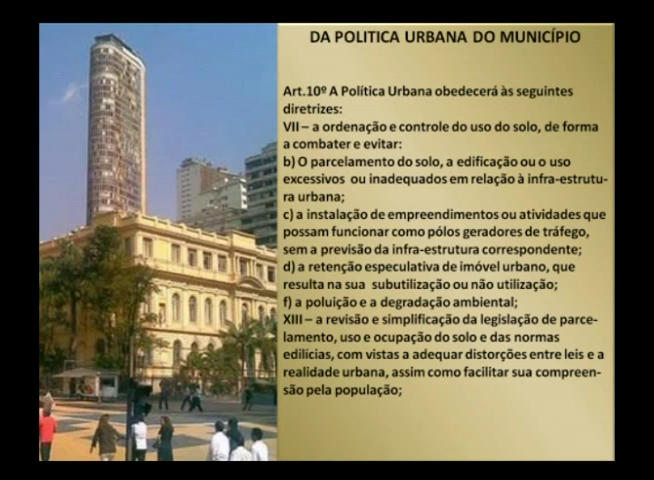 DA POLITICA URBANA DO MUNICÍPIO
Art.10º A Política Urbana obedecerá às seguintes
diretrizes:
VII – a ordenação e controle do uso do solo, de forma
a combater e evitar:
b) O parcelamento do solo, a edificação ou o uso
excessivos ou inadequados em relação à infra-estrutu-
ra urbana;
c) a instalação de empreendimentos ou atividades que
possam funcionar como pólos geradores de tráfego,
sem a previsão da infra-estrutura correspondente;
d) a retenção especulativa de imóvel urbano, que
resulta na sua subutilização ou não utilização;
f) a poluição e a degradação ambiental;
XIII – a revisão e simplificação da legislação de parce-
lamento, uso e ocupação do solo e das normas
edilícias, com vistas a adequar distorções entre leis e a
realidade urbana, assim como facilitar sua compreen-
são pela população;